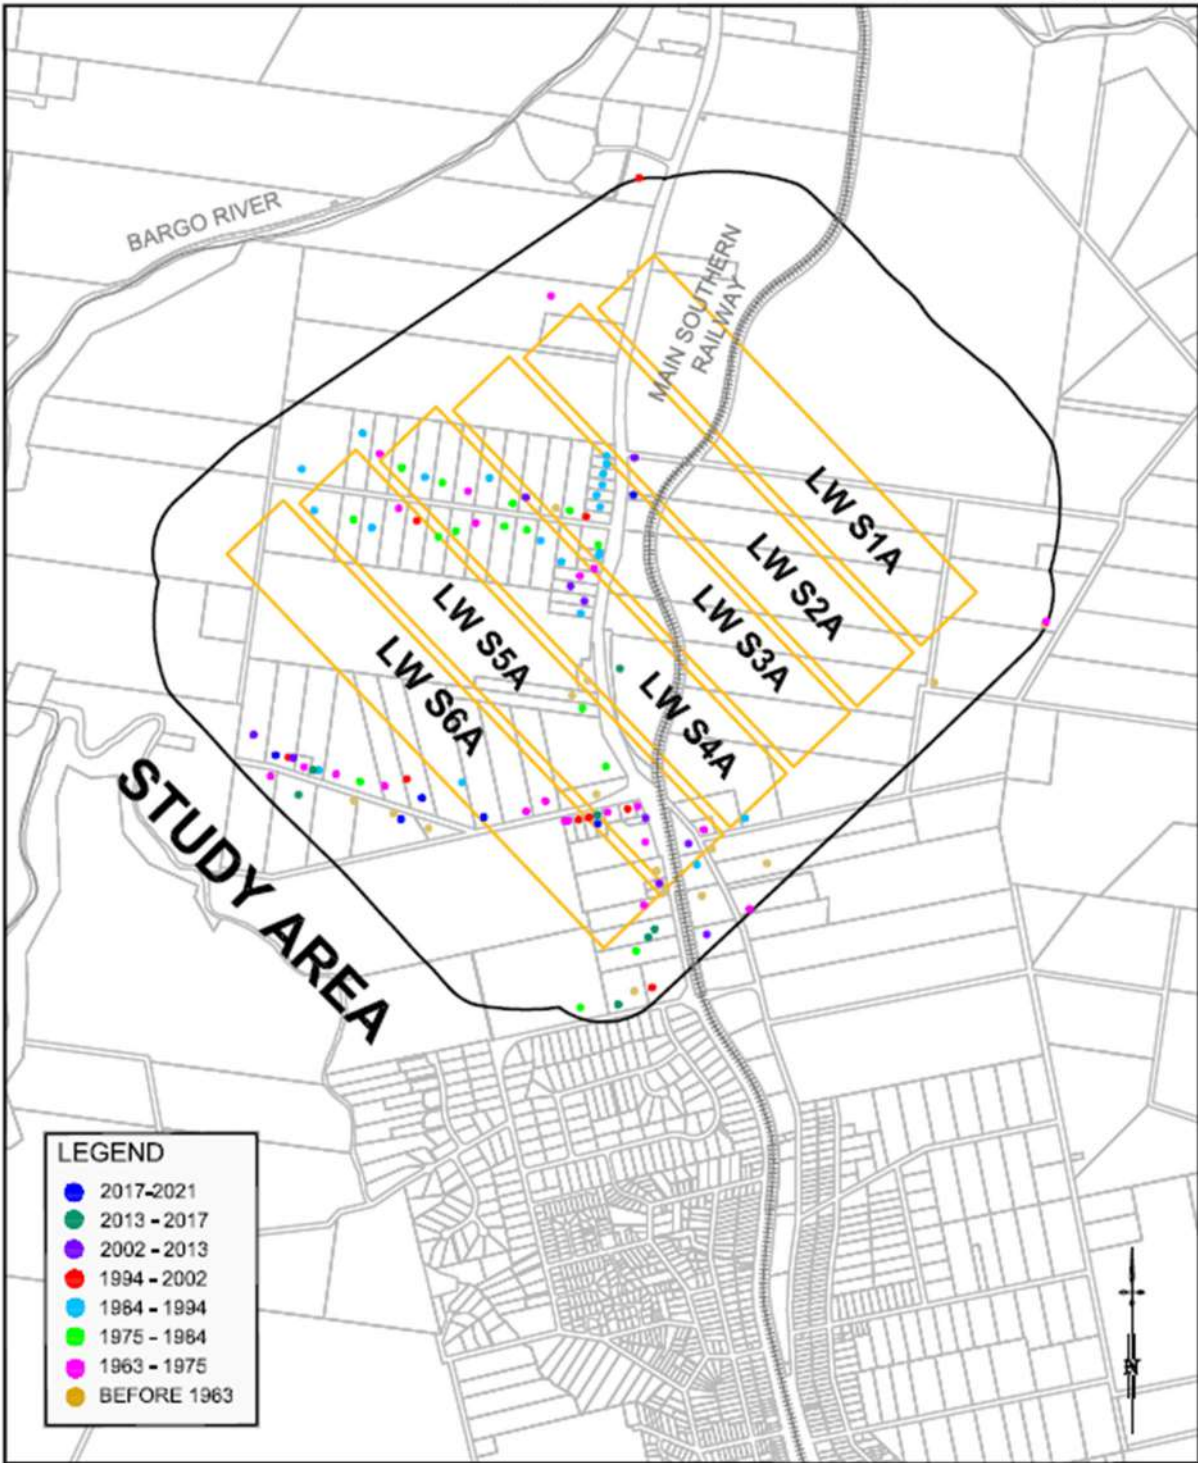 BARGO RIVER
MAIN SOUTHERN
RAILWAY
LW S1A
LW S2A
LW S3A
LW S4A
LW S5A
LW S6A
STUDY AREA
LEGEND
2017-2021
2013 - 2017
2002 - 2013
1994 - 2002
1984 - 1994
1975 - 1984
1963 - 1975
BEFORE 1963
N